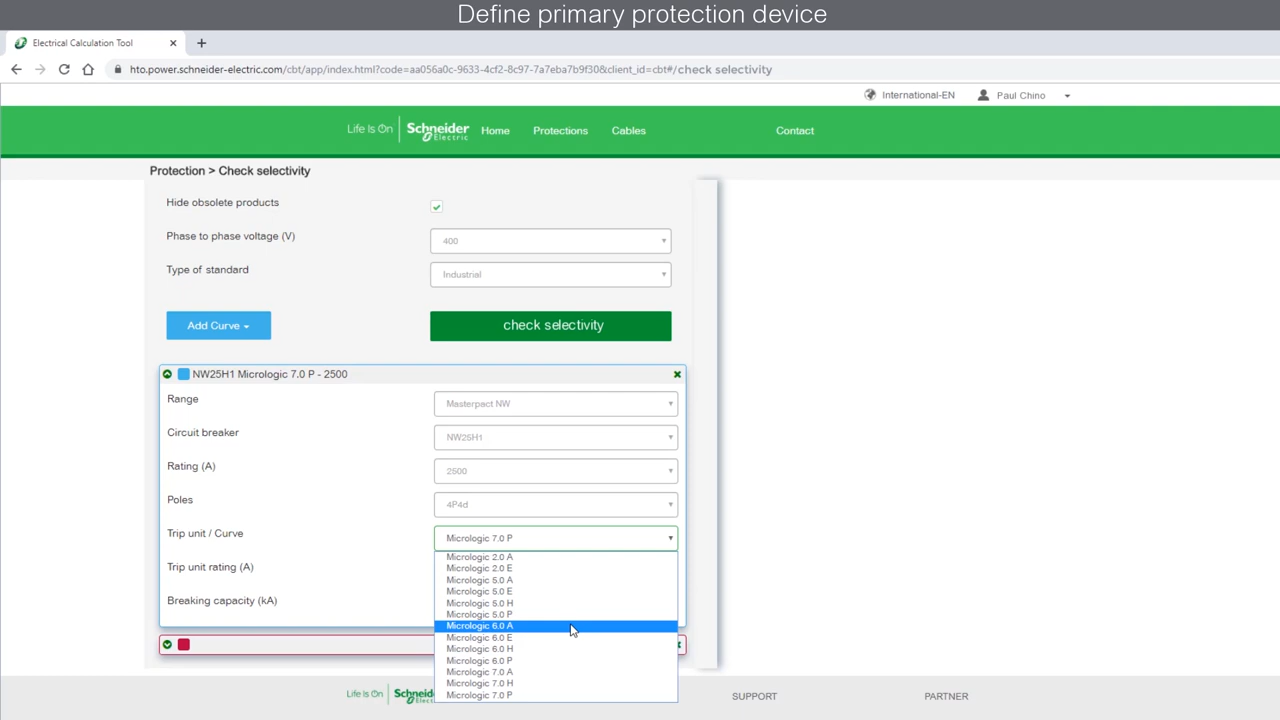 Define primary protection device
Electrical Calculation Tool
hto.power.schneider-electric.com/cbt/app/index.html?code=aa056a0c-9633-4cf2-8c97-7a7eba7b9f30&client_id=cbt#/check selectivity
International-EN Paul Chino
Life Is On Schneider Electric Home Protections Cables Contact
Protection > Check selectivity
Hide obsolete products
Phase to phase voltage (V) 400
Type of standard Industrial
Add Curve check selectivity
NW25H1 Micrologic 7.0 P - 2500
Range Masterpact NW
Circuit breaker NW25H1
Rating (A) 2500
Poles 4P4d
Trip unit / Curve Micrologic 7.0 P
Micrologic 2.0 A
Trip unit rating (A) Micrologic 2.0 E
Micrologic 5.0 A
Micrologic 5.0 E
Breaking capacity (kA) Micrologic 5.0 H
Micrologic 5.0 P
Micrologic 6.0 A
Micrologic 6.0 E
Micrologic 6.0 H
Micrologic 6.0 P
Micrologic 7.0 A
Micrologic 7.0 H
Micrologic 7.0 P
Life Is On Schneider SUPPORT PARTNER